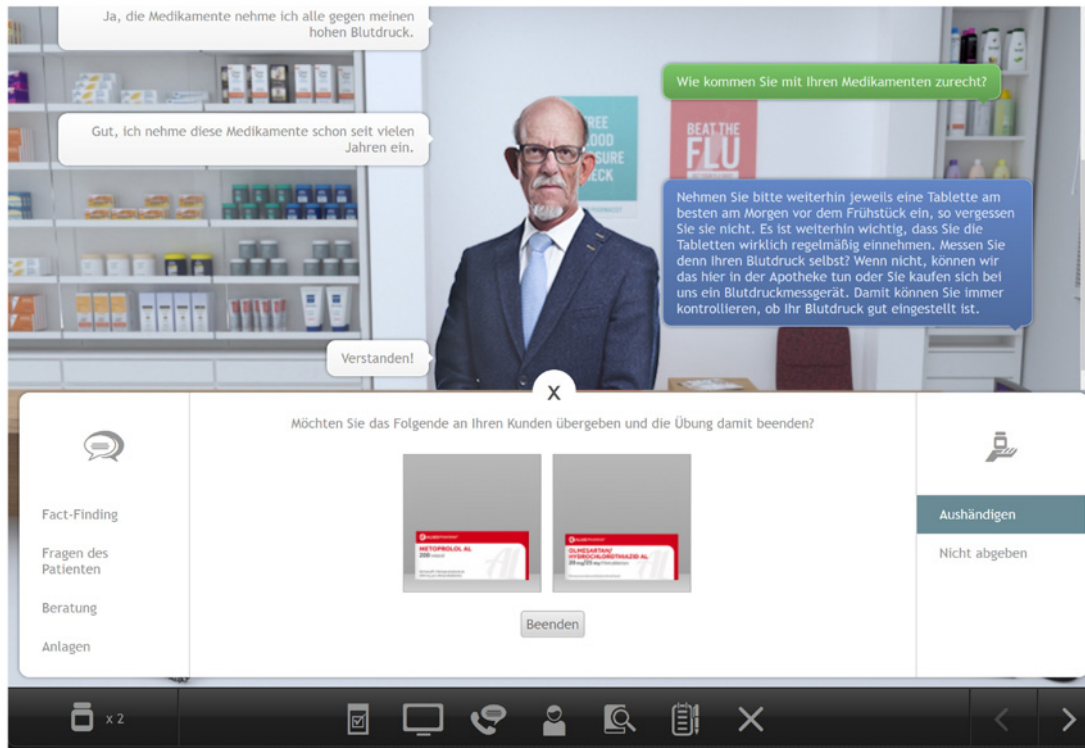 Ja, die Medikamente nehme ich alle gegen meinen
hohen Blutdruck.
Wie kommen Sie mit Ihren Medikamenten zurecht?
Gut, ich nehme diese Medikamente schon seit vielen
Jahren ein.
FREE
BLOOD
PRESSURE
CHECK
BEAT THE
FLU
Nehmen Sie bitte weiterhin jeweils eine Tablette am
besten am Morgen vor dem Frühstück ein, so vergessen
Sie sie nicht. Es ist weiterhin wichtig, dass Sie die
Tabletten wirklich regelmäßig einnehmen. Messen Sie
denn Ihren Blutdruck selbst? Wenn nicht, können wir
das hier in der Apotheke tun oder Sie kaufen sich bei
uns ein Blutdruckmessgerät. Damit können Sie immer
kontrollieren, ob Ihr Blutdruck gut eingestellt ist.
Verstanden!
X
Möchten Sie das Folgende an Ihren Kunden übergeben und die Übung damit beenden?
METOPROLOL AL
200
OLMESARTAN/
HYDROCHLOROTHIAZID AL
Beenden
Fact-Finding
Fragen des
Patienten
Beratung
Anlagen
Aushändigen
Nicht abgeben
x 2